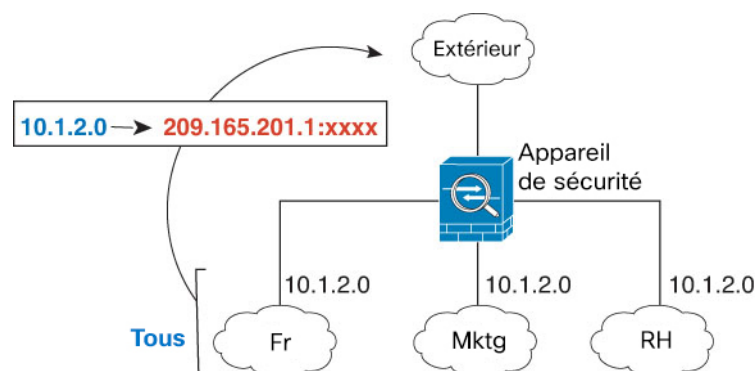 Extérieur
10.1.2.0 → 209.165.201.1:xxxx
Appareil
de sécurité
10.1.2.0
10.1.2.0
10.1.2.0
Tous
Fr
Mktg
RH